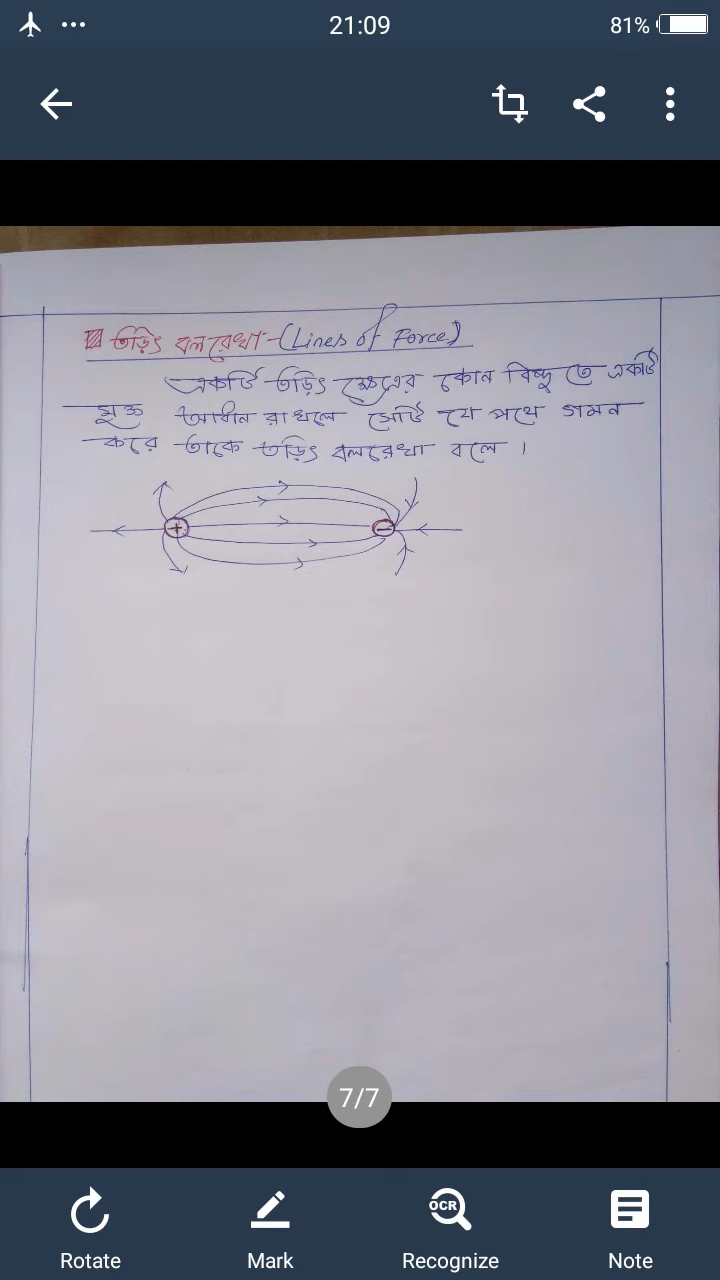 21:09
81%
তড়িৎ বলরেখা-(Lines of Force)
একটি তড়িৎ ক্ষেত্রের কোন বিন্দু তে একটি
মুক্ত আধান রাখলে সেটি যে পথে গমন
করে তাকে তড়িৎ বলরেখা বলে ।
+ −
7/7
OCR
Rotate Mark Recognize Note